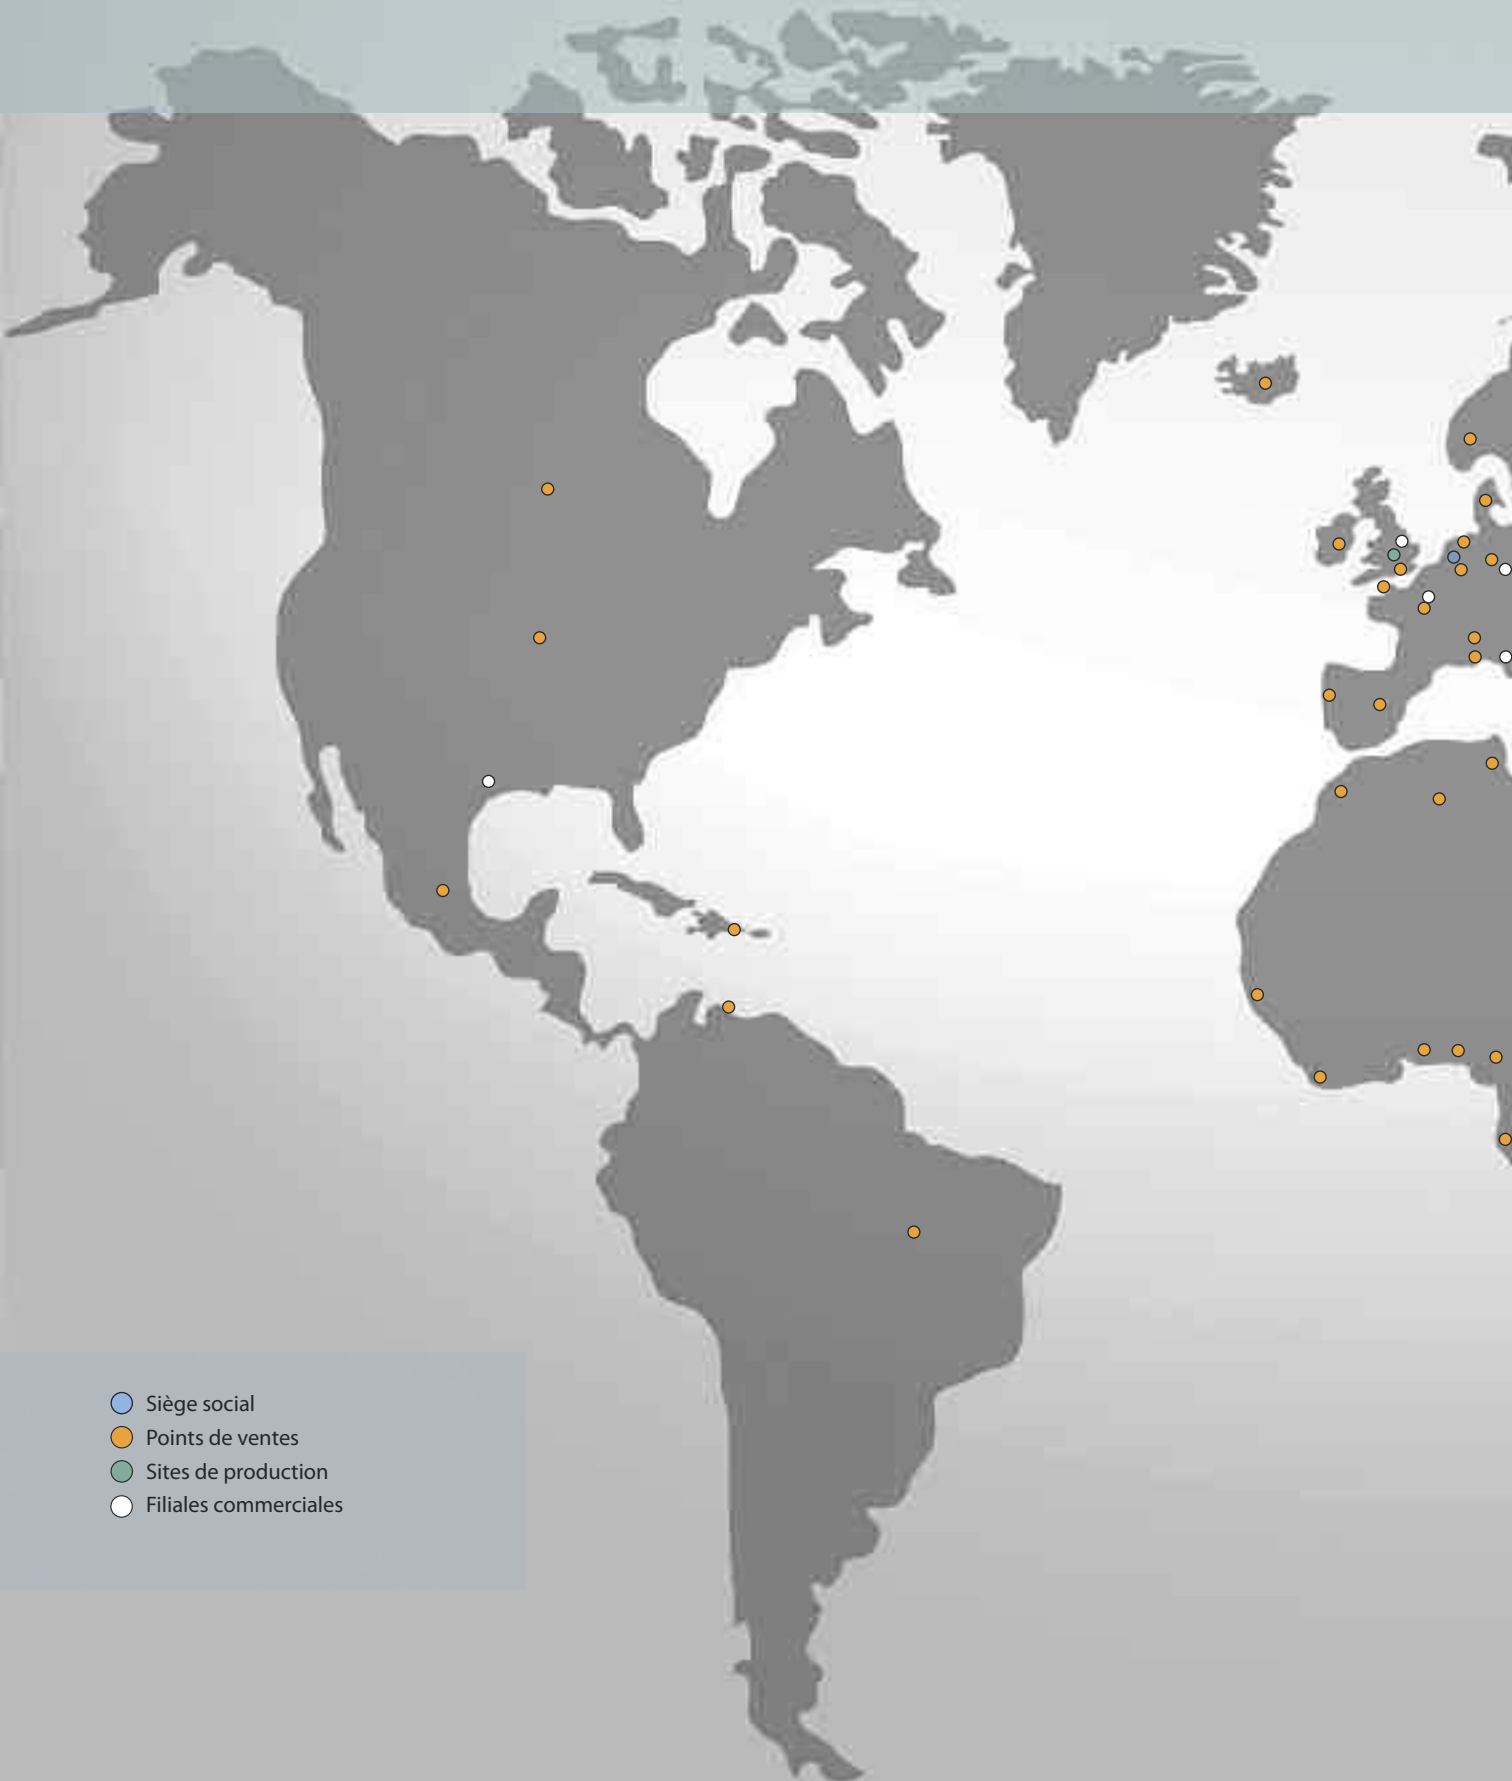 Siège social
Points de ventes
Sites de production
Filiales commerciales